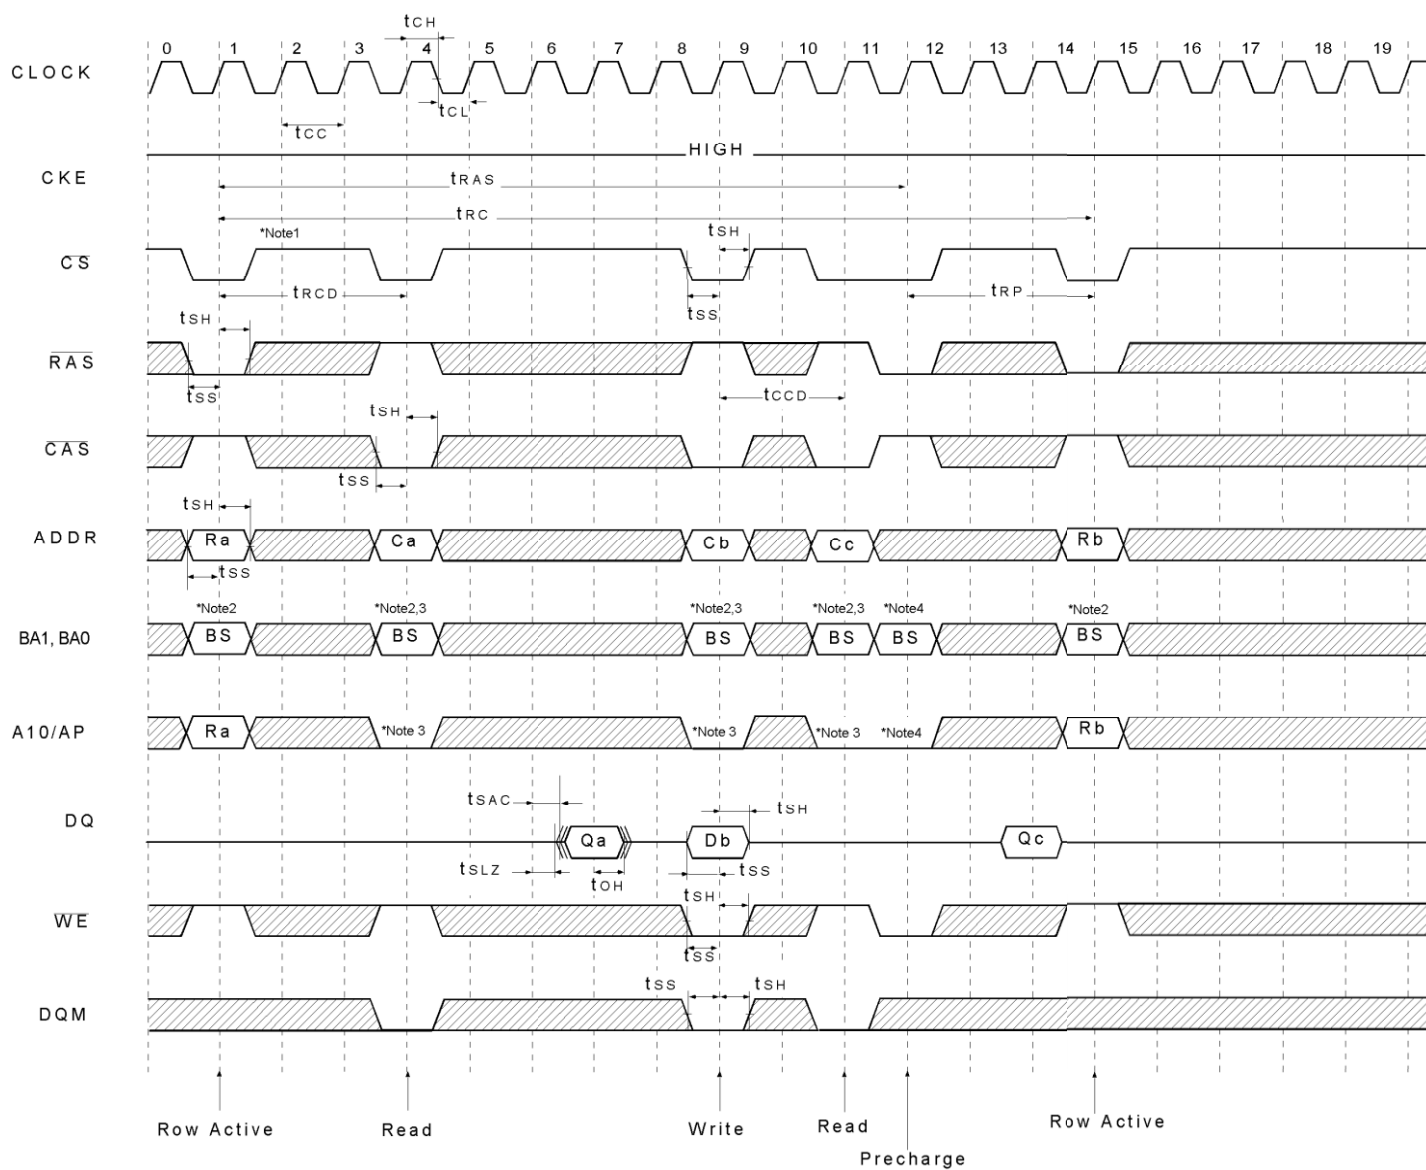 tCH
0 1 2 3 4 5 6 7 8 9 10 11 12 13 14 15 16 17 18 19
CLOCK
tCL
tCC
HIGH
CKE
tRAS
tRC
*Note1
tSH
CS
tRCD
tRP
tSS
tSH
RAS
tSS
tCCD
tSH
CAS
tSS
tSH
ADDR Ra Ca Cb Cc Rb
tSS
*Note2 *Note2,3 *Note2,3 *Note2,3 *Note4 *Note2
BA1, BA0 BS BS BS BS BS BS
A10/AP Ra *Note 3 *Note 3 *Note 3 *Note4 Rb
tSAC tSH
DQ
Qa Db Qc
tSLZ tOH tSS
tSH
WE
tSS
tSS tSH
DQM
Row Active Read Write Read Row Active
Precharge